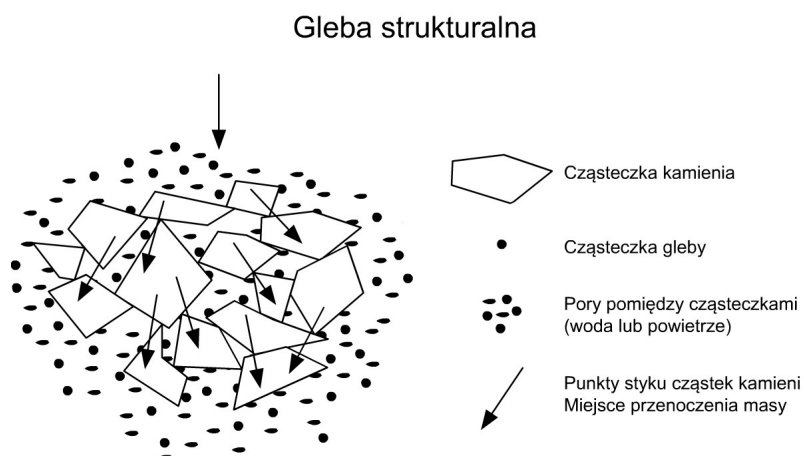 Gleba strukturalna
Cząsteczka kamienia
Cząsteczka gleby
Pory pomiędzy cząsteczkami
(woda lub powietrze)
Punkty styku cząstek kamieni
Miejsce przenoczenia masy